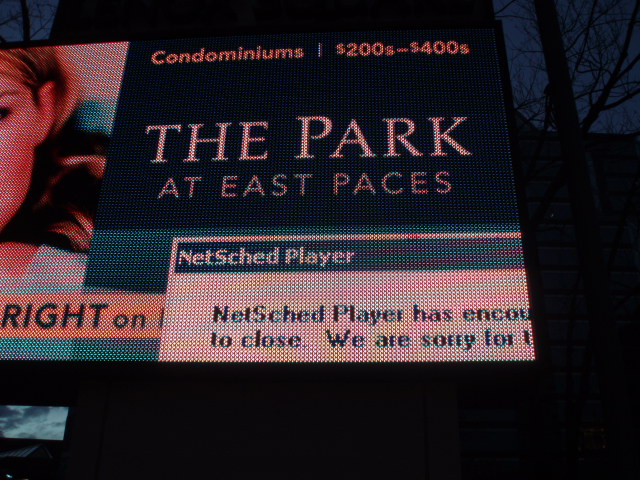 Condominiums | $200s–$400s
THE PARK
AT EAST PACES
NetSched Player
RIGHT on
NetSched Player has encou
to close. We are sorry for t